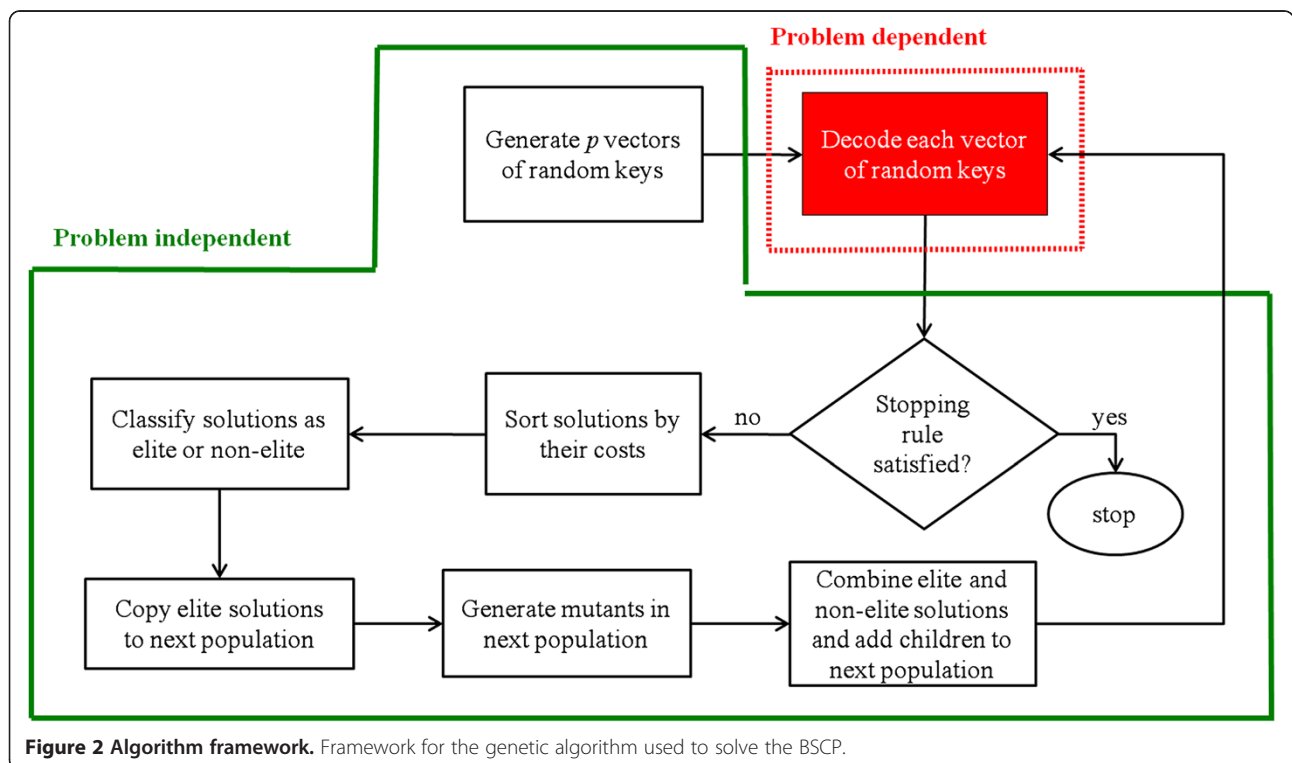 Problem dependent
Generate p vectors
of random keys
Decode each vector
of random keys
Problem independent
Classify solutions as
elite or non-elite
Sort solutions by
their costs
no
Stopping
rule
satisfied?
yes
stop
Copy elite solutions
to next population
Generate mutants in
next population
Combine elite and
non-elite solutions
and add children to
next population
Figure 2 Algorithm framework. Framework for the genetic algorithm used to solve the BSCP.